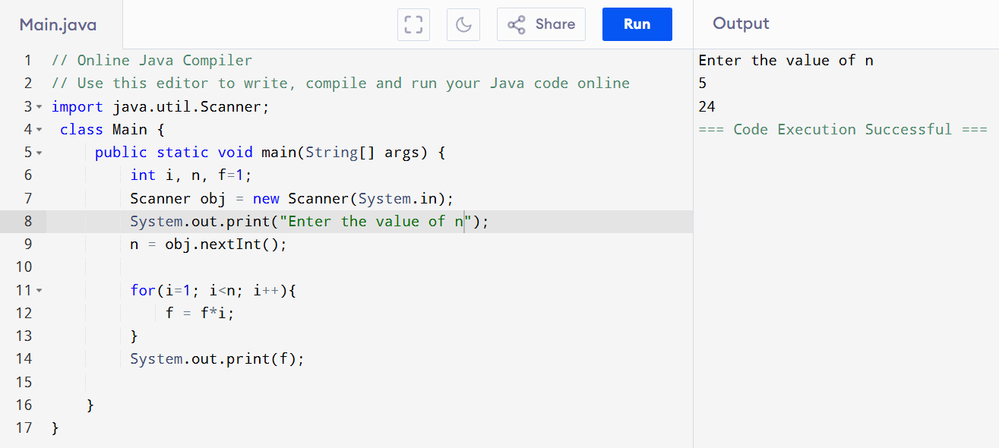 Main.java
Share
Run
Output
1 // Online Java Compiler
2 // Use this editor to write, compile and run your Java code online
3 import java.util.Scanner;
4 class Main {
5 public static void main(String[] args) {
6 int i, n, f=1;
7 Scanner obj = new Scanner(System.in);
8 System.out.print("Enter the value of n");
9 n = obj.nextInt();
10
11 for(i=1; i<n; i++){
12 f = f*i;
13 }
14 System.out.print(f);
15
16 }
17 }
Enter the value of n
5
24
=== Code Execution Successful ===